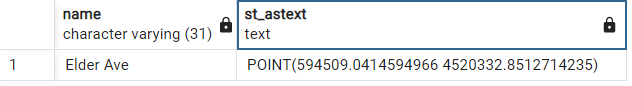 name st_astext
character varying (31) text
1 Elder Ave POINT(594509.0414594966 4520332.8512714235)